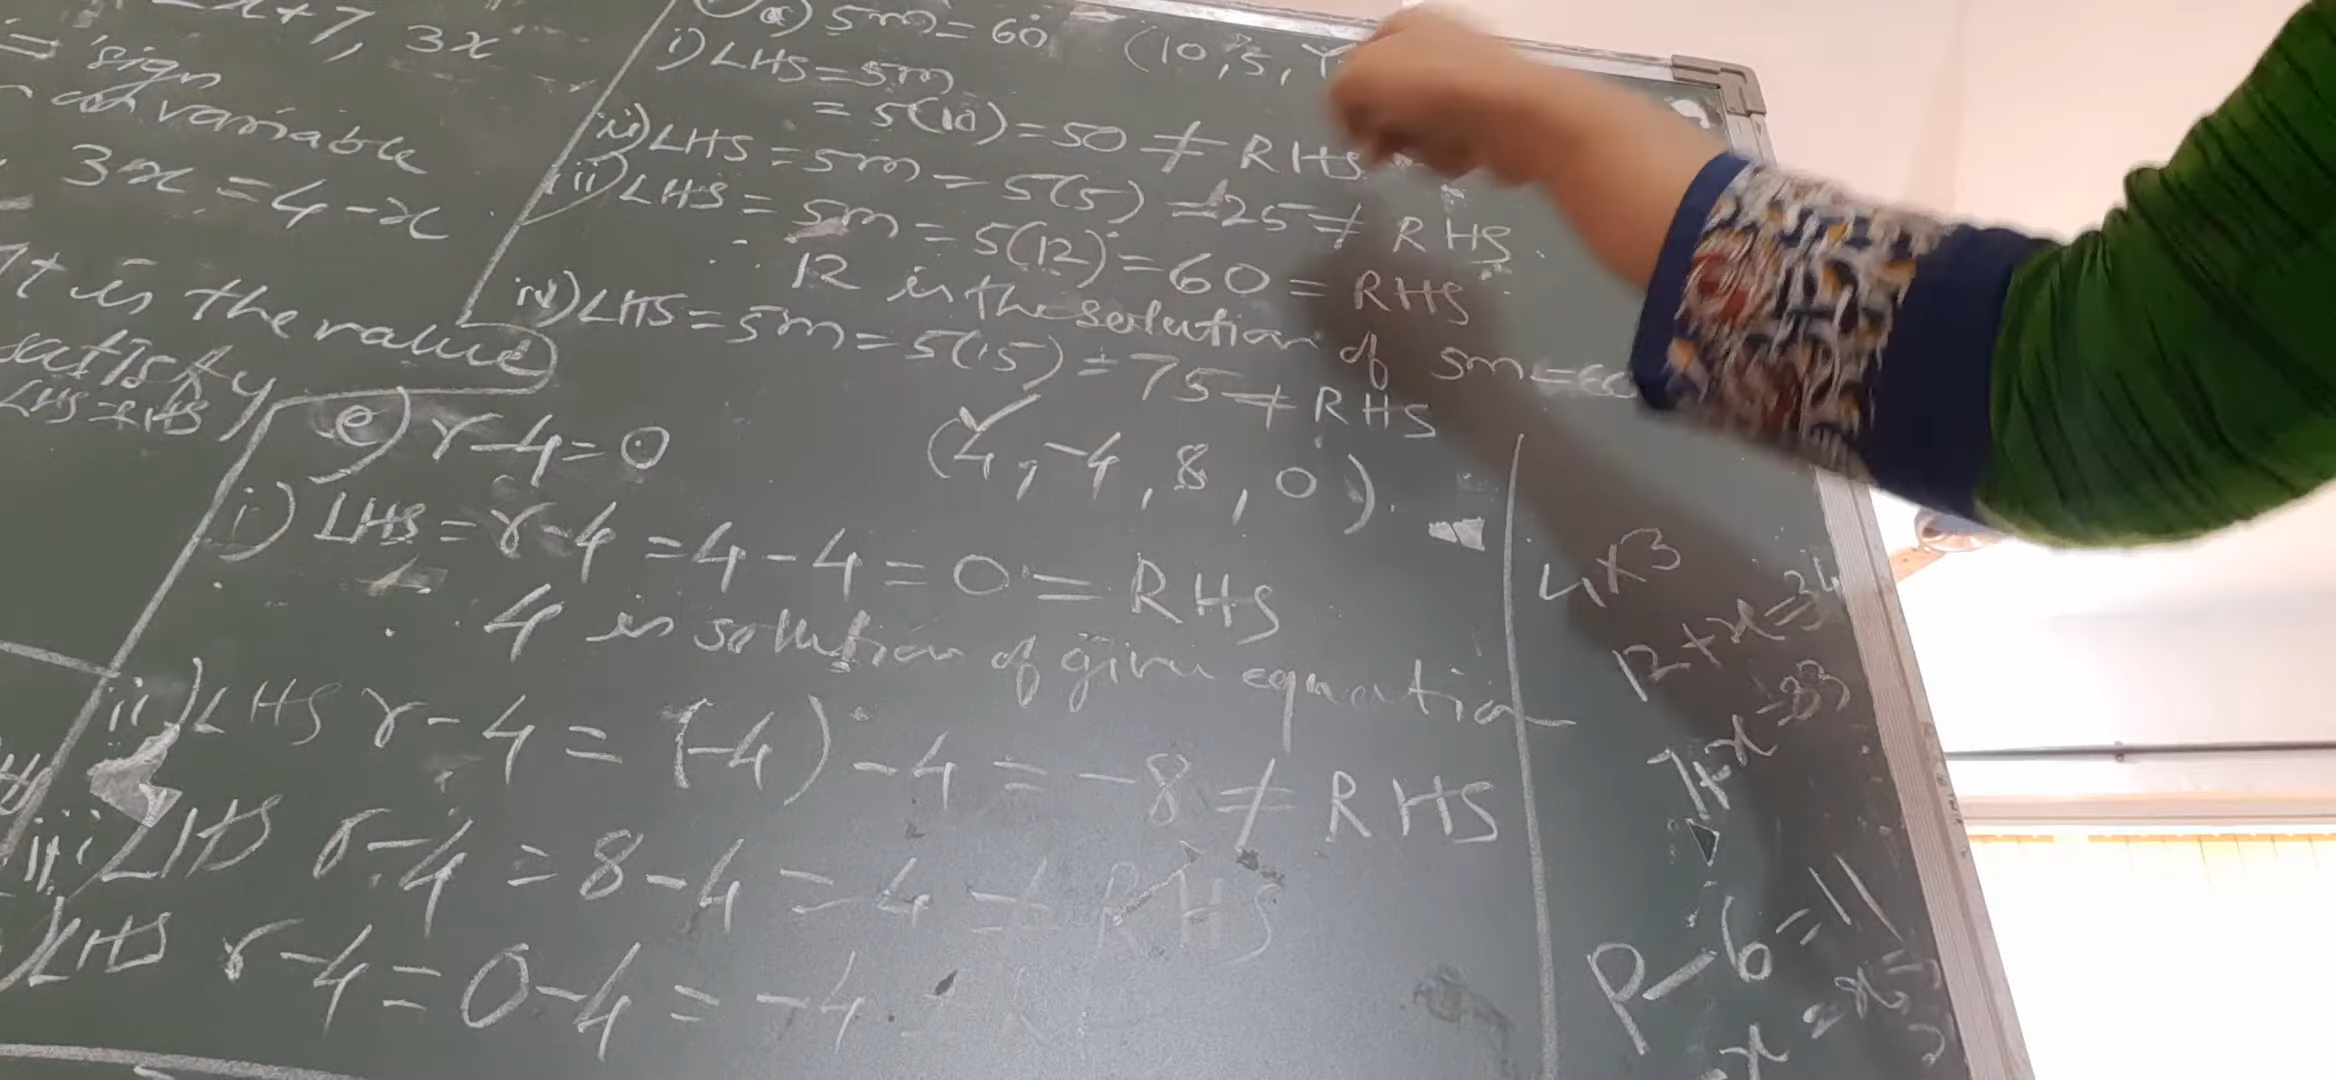 x+7, 3x
= 'sign
variable
3x = 4-x
It is the value
satisfy
LHS=RHS
a) 5m=60 (10,5,
i) LHS=5m
=5(10)=50 ≠ RHS
ii) LHS = 5m = 5(5) =25 ≠ RHS
iii) LHS = 5m = 5(12)=60 = RHS
12 is the solution of 5m=60
iv) LHS = 5m = 5(15) = 75 ≠ RHS
e) r-4=0 (4, -4, 8, 0).
i) LHS = r-4 = 4-4 = 0 = RHS
4 is solution of given equation
ii) LHS r-4 = (-4) -4 = -8 ≠ RHS
iii) LHS r-4 = 8-4 = 4 ≠ RHS
) LHS r-4 = 0-4 = -4
4x3
12+x=34
7+x=33
P-6=11